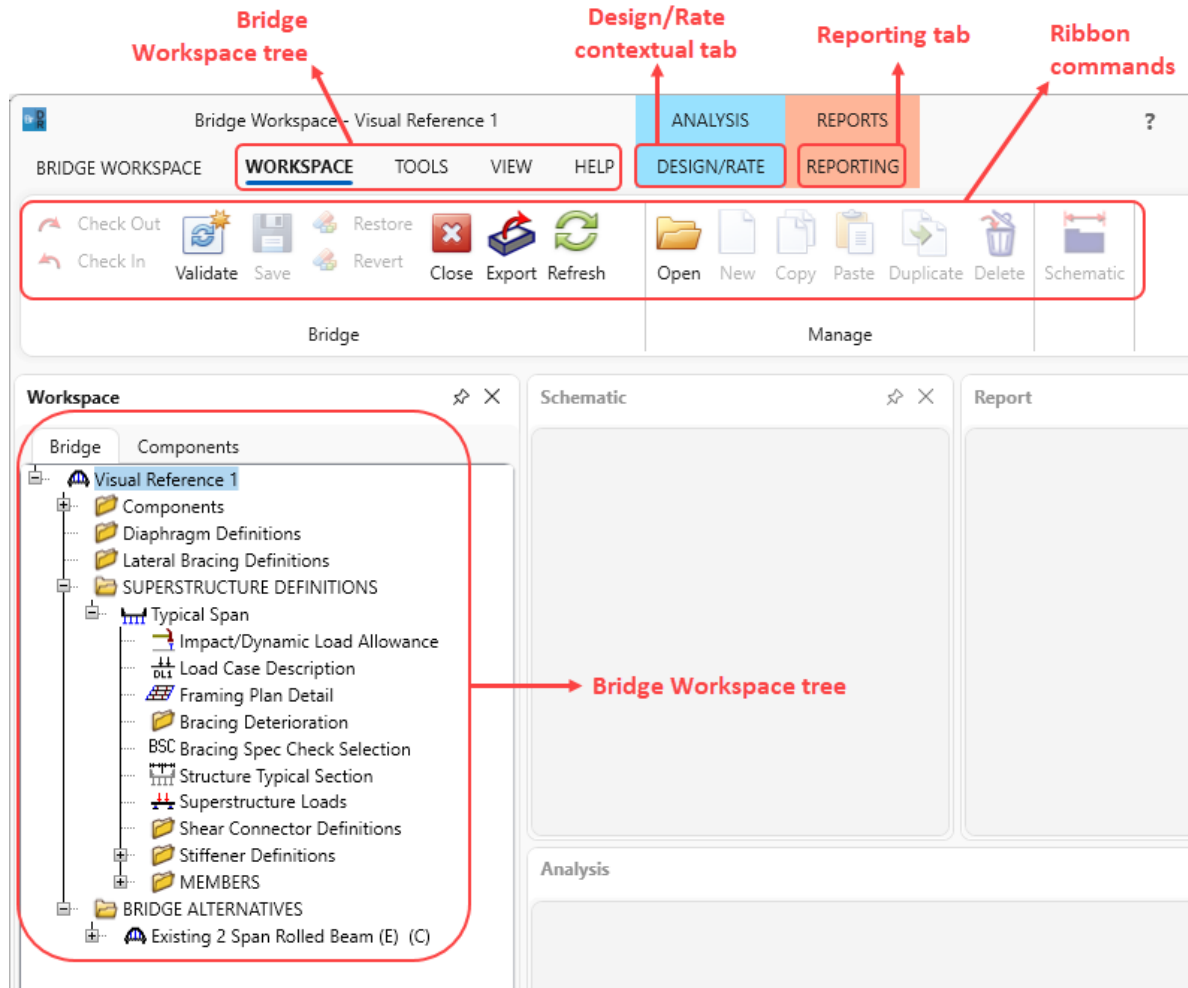 Bridge
Workspace tree
Design/Rate
contextual tab
Reporting tab
Ribbon
commands
Bridge Workspace - Visual Reference 1
ANALYSIS
REPORTS
?
BRIDGE WORKSPACE
WORKSPACE
TOOLS
VIEW
HELP
DESIGN/RATE
REPORTING
Check Out
Check In
Validate
Save
Restore
Revert
Close
Export
Refresh
Open
New
Copy
Paste
Duplicate
Delete
Schematic
Bridge
Manage
Workspace
Bridge
Components
Visual Reference 1
Components
Diaphragm Definitions
Lateral Bracing Definitions
SUPERSTRUCTURE DEFINITIONS
Typical Span
Impact/Dynamic Load Allowance
DL1 Load Case Description
Framing Plan Detail
Bracing Deterioration
BSC Bracing Spec Check Selection
Structure Typical Section
Superstructure Loads
Shear Connector Definitions
Stiffener Definitions
MEMBERS
BRIDGE ALTERNATIVES
Existing 2 Span Rolled Beam (E) (C)
Schematic
Report
Bridge Workspace tree
Analysis